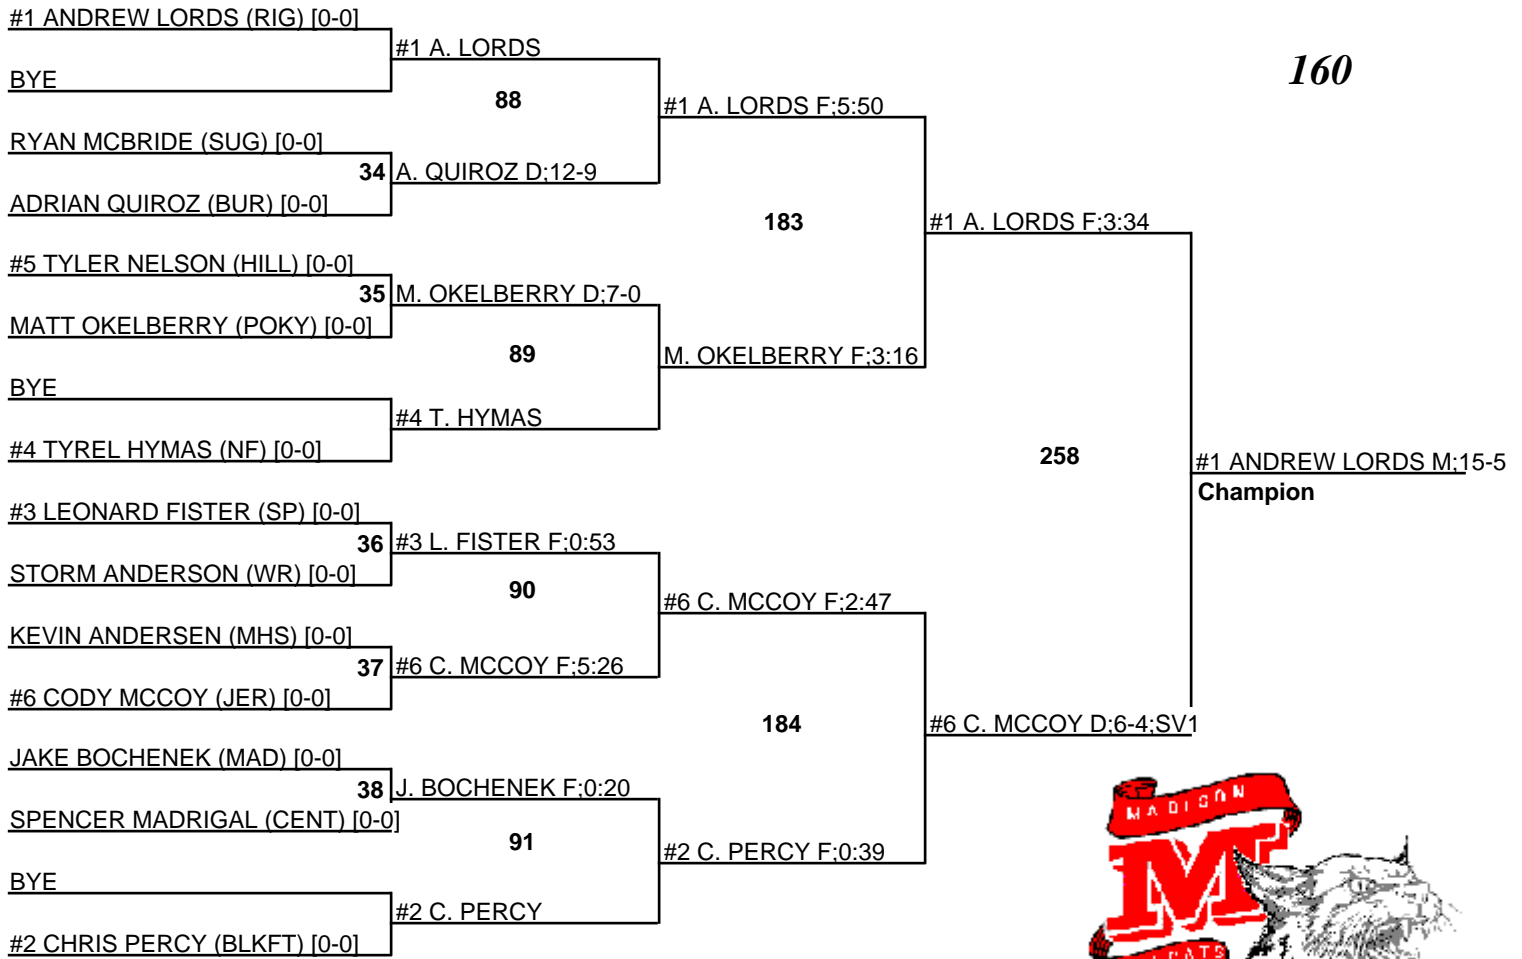 #1 ANDREW LORDS (RIG) [0-0]
#1 A. LORDS
160
BYE
88
#1 A. LORDS F;5:50
RYAN MCBRIDE (SUG) [0-0]
34 A. QUIROZ D;12-9
ADRIAN QUIROZ (BUR) [0-0]
183
#1 A. LORDS F;3:34
#5 TYLER NELSON (HILL) [0-0]
35 M. OKELBERRY D;7-0
MATT OKELBERRY (POKY) [0-0]
89
M. OKELBERRY F;3:16
BYE
#4 T. HYMAS
#4 TYREL HYMAS (NF) [0-0]
258
#1 ANDREW LORDS M;15-5
Champion
#3 LEONARD FISTER (SP) [0-0]
36 #3 L. FISTER F;0:53
STORM ANDERSON (WR) [0-0]
90
#6 C. MCCOY F;2:47
KEVIN ANDERSEN (MHS) [0-0]
37 #6 C. MCCOY F;5:26
#6 CODY MCCOY (JER) [0-0]
184
#6 C. MCCOY D;6-4;SV1
JAKE BOCHENEK (MAD) [0-0]
38 J. BOCHENEK F;0:20
SPENCER MADRIGAL (CENT) [0-0]
91
#2 C. PERCY F;0:39
BYE
#2 C. PERCY
#2 CHRIS PERCY (BLKFT) [0-0]
MADISON
M